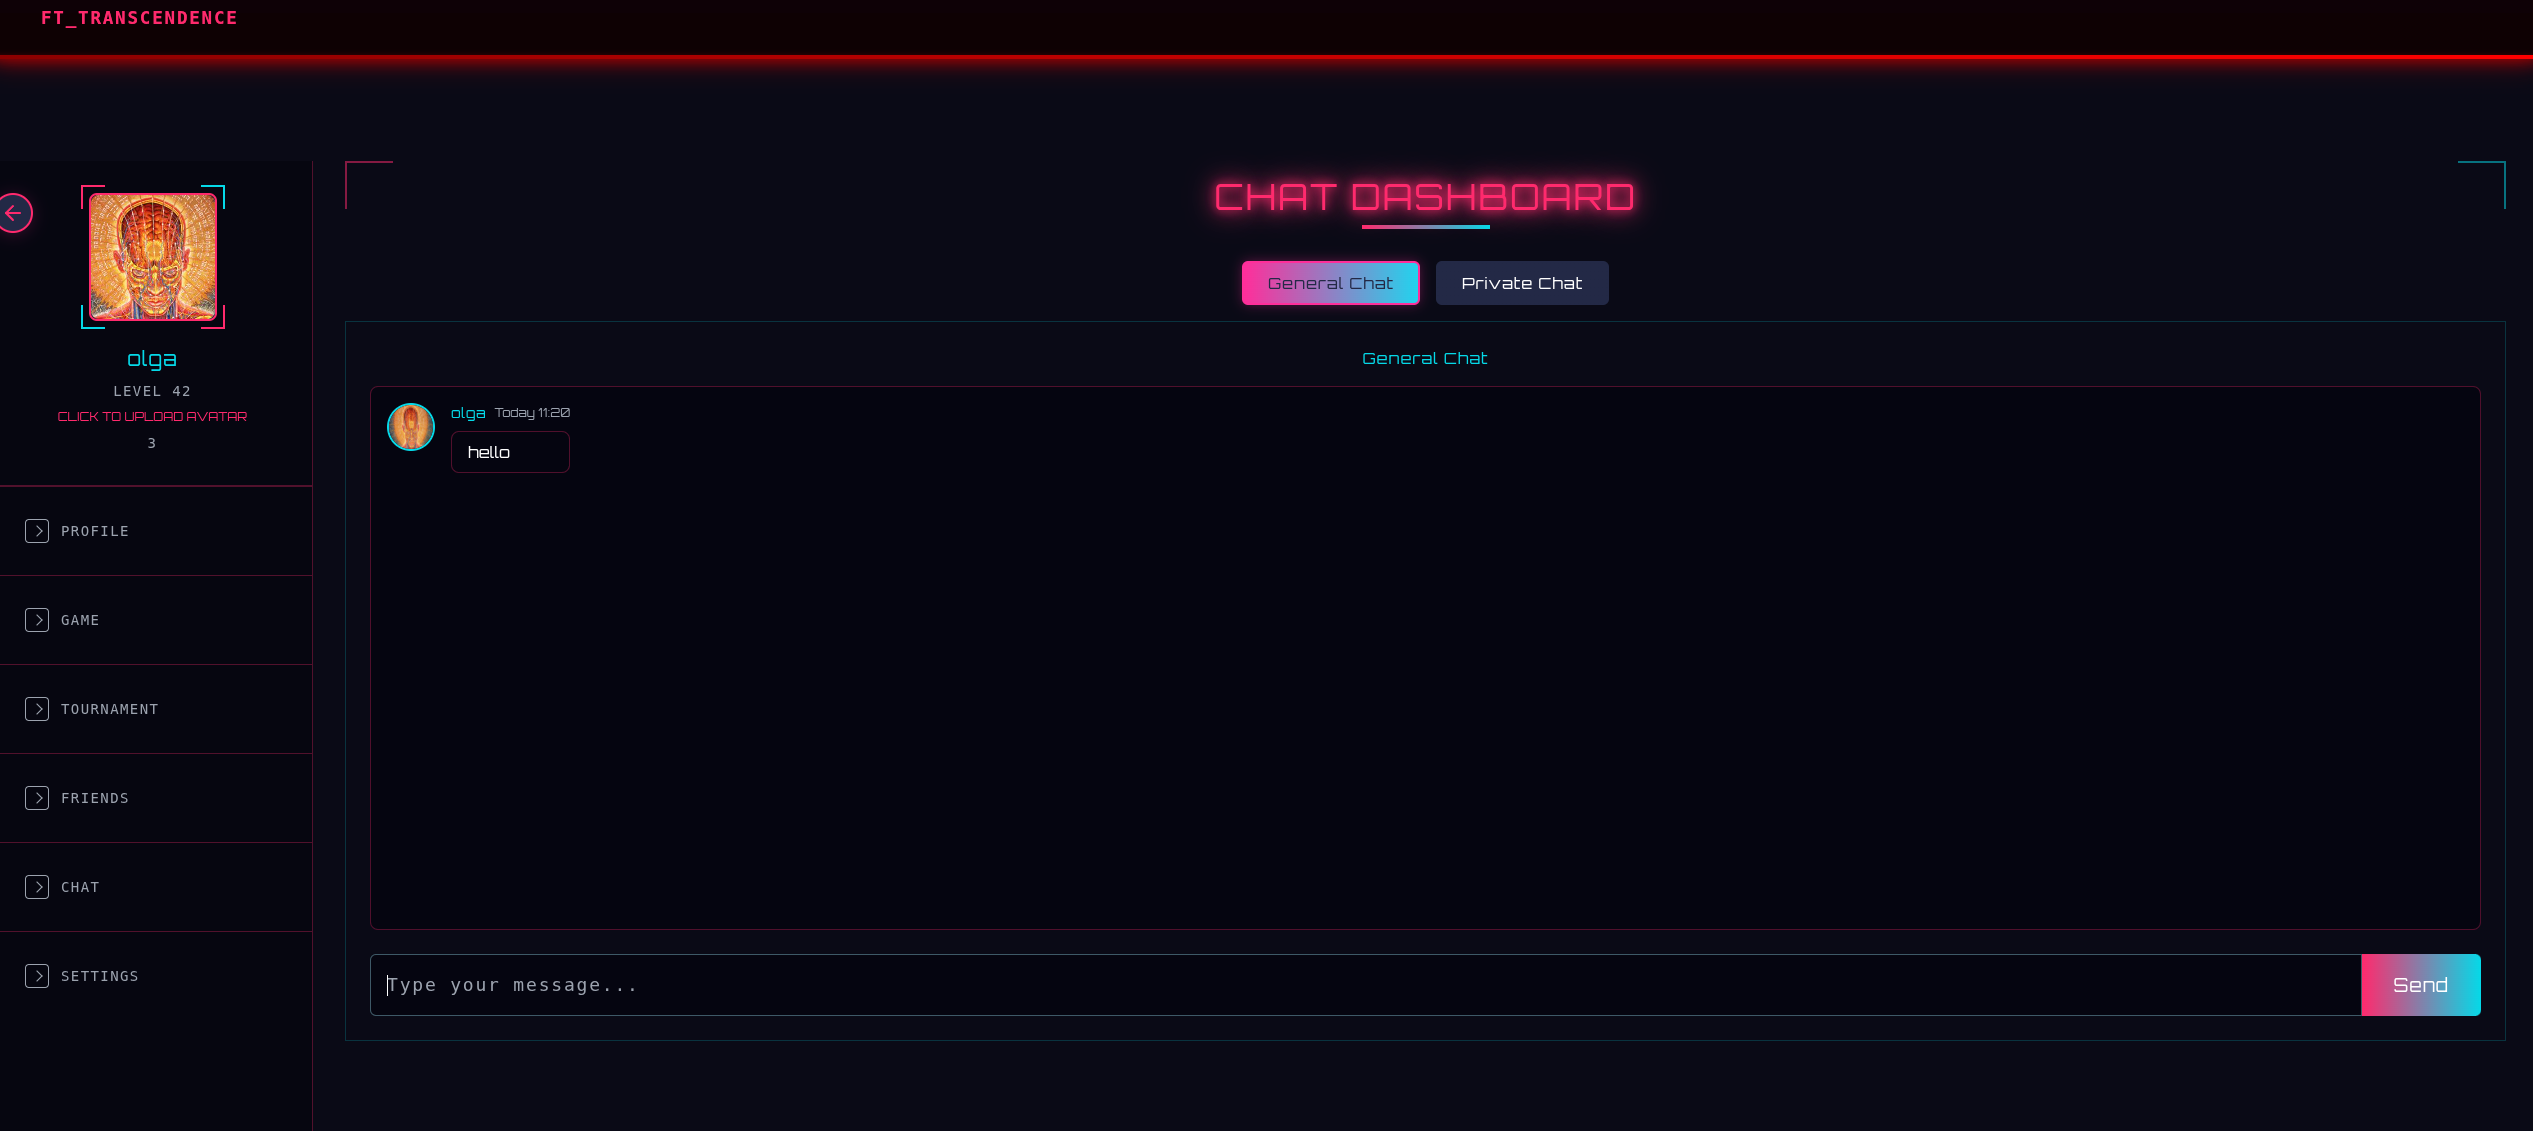 FT_TRANSCENDENCE
olga
LEVEL 42
CLICK TO UPLOAD AVATAR
3
PROFILE
GAME
TOURNAMENT
FRIENDS
CHAT
SETTINGS
CHAT DASHBOARD
General Chat
Private Chat
General Chat
olga Today 11:20
hello
Type your message...
Send